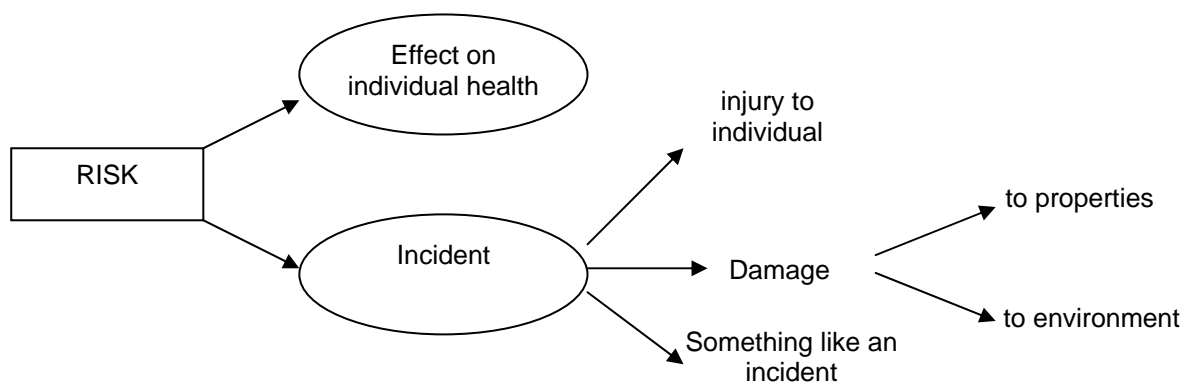 Effect on
individual health
injury to
individual
RISK
to properties
Incident
Damage
to environment
Something like an
incident